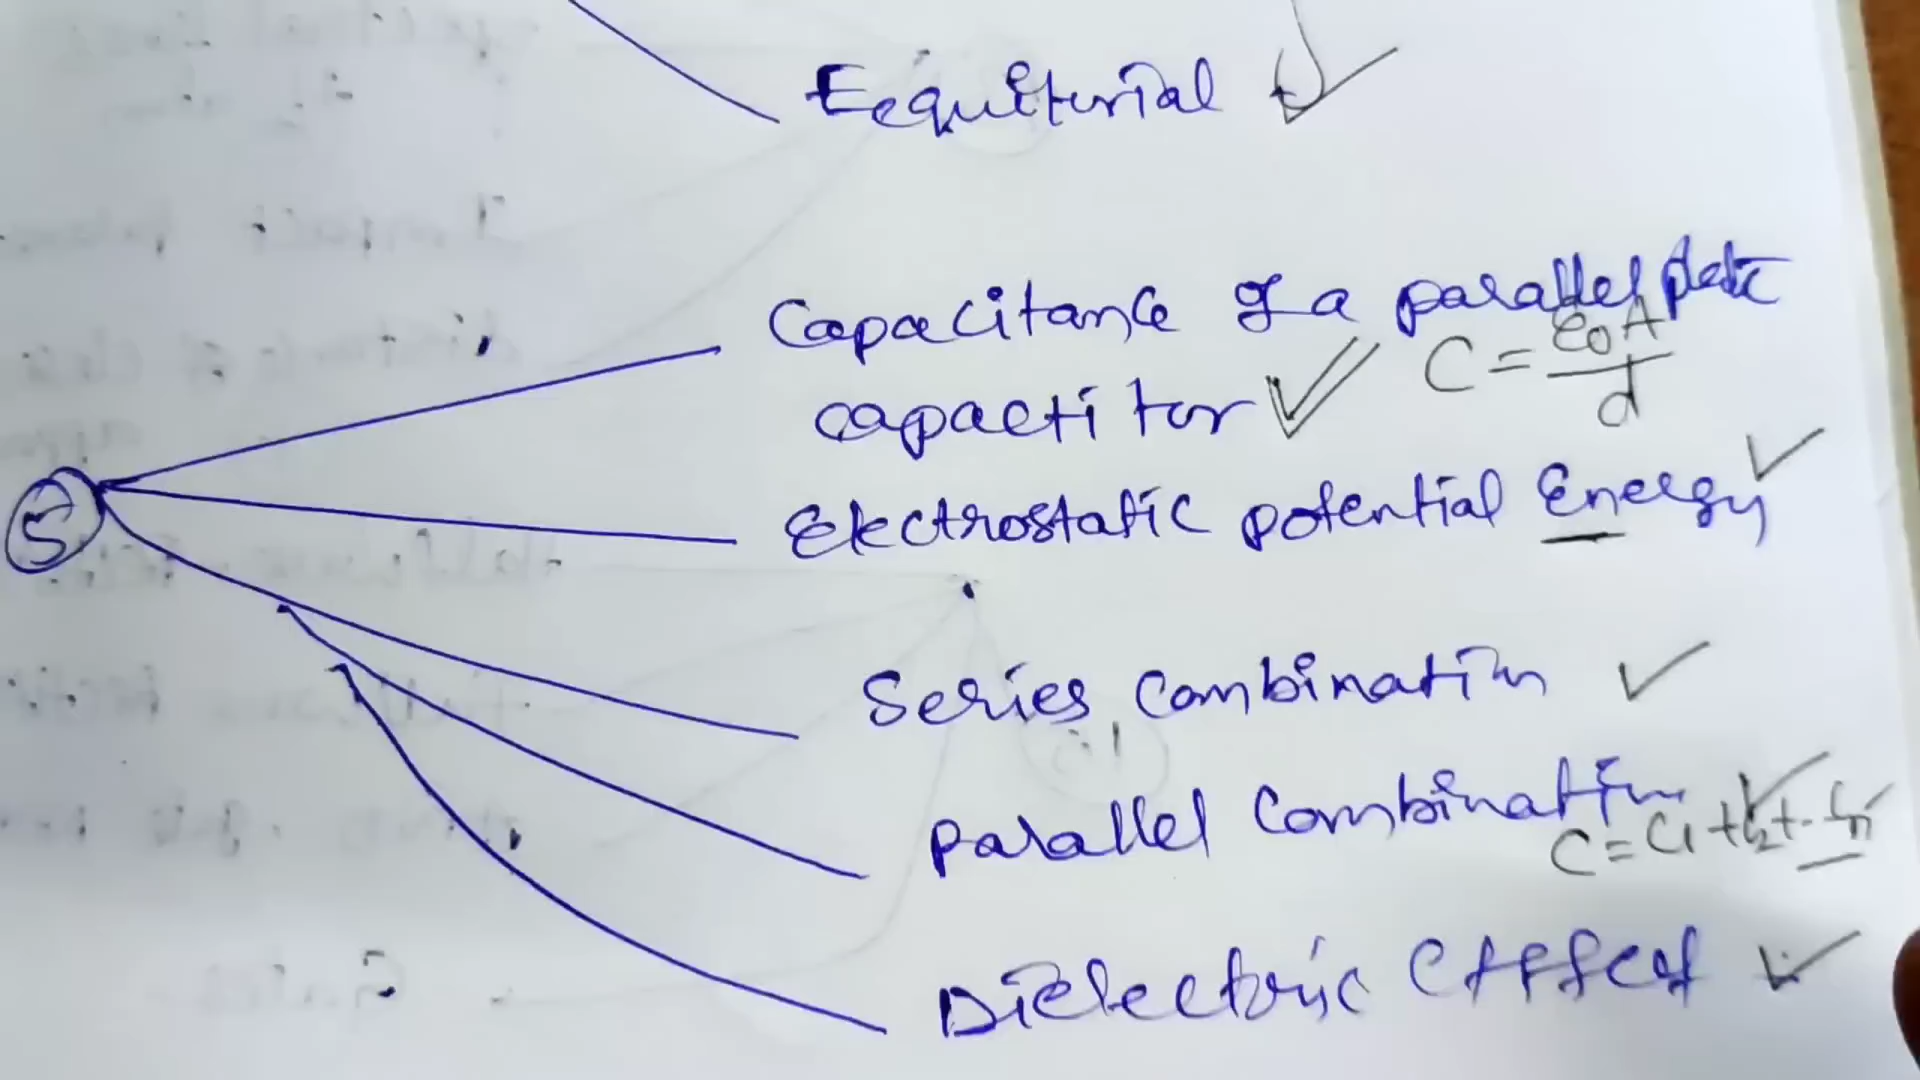 Eequiturial
Capacitance of a parallel plate
capacitor
C = ε0A/d
Electrostatic potential Energy
5
Series combination
parallel combination
C = C1 + C2 + - Cn
Dielectric